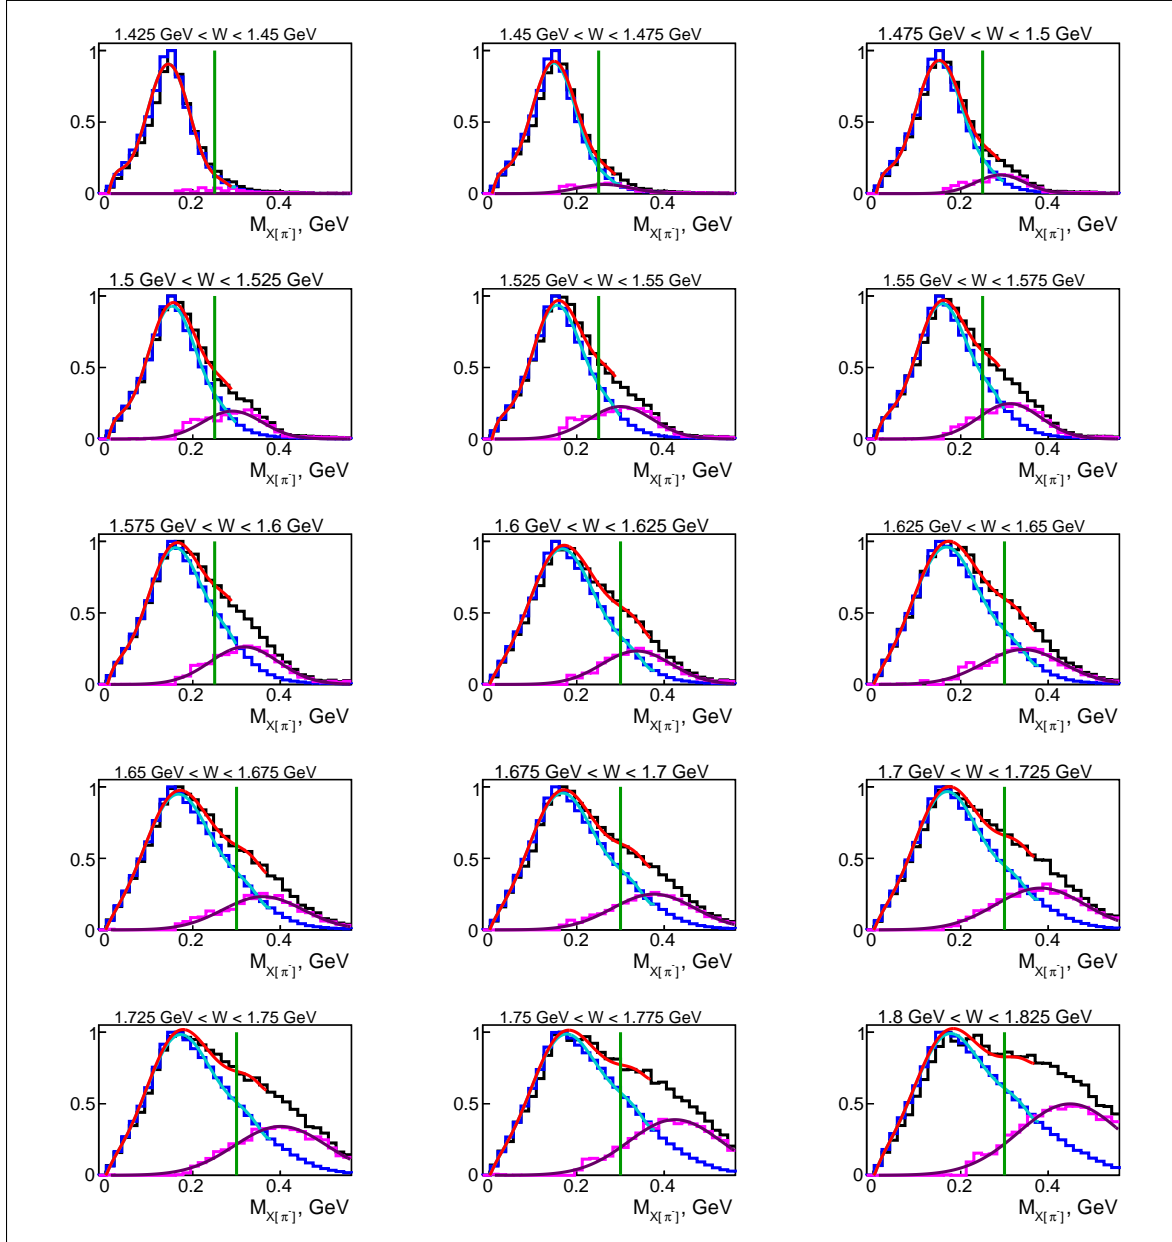 1.425 GeV < W < 1.45 GeV
1.45 GeV < W < 1.475 GeV
1.475 GeV < W < 1.5 GeV
1
0.5
0
0 0.2 0.4
M_X[π⁻], GeV
1
0.5
0
0 0.2 0.4
M_X[π⁻], GeV
1
0.5
0
0 0.2 0.4
M_X[π⁻], GeV
1.5 GeV < W < 1.525 GeV
1.525 GeV < W < 1.55 GeV
1.55 GeV < W < 1.575 GeV
1
0.5
0
0 0.2 0.4
M_X[π⁻], GeV
1
0.5
0
0 0.2 0.4
M_X[π⁻], GeV
1
0.5
0
0 0.2 0.4
M_X[π⁻], GeV
1.575 GeV < W < 1.6 GeV
1.6 GeV < W < 1.625 GeV
1.625 GeV < W < 1.65 GeV
1
0.5
0
0 0.2 0.4
M_X[π⁻], GeV
1
0.5
0
0 0.2 0.4
M_X[π⁻], GeV
1
0.5
0
0 0.2 0.4
M_X[π⁻], GeV
1.65 GeV < W < 1.675 GeV
1.675 GeV < W < 1.7 GeV
1.7 GeV < W < 1.725 GeV
1
0.5
0
0 0.2 0.4
M_X[π⁻], GeV
1
0.5
0
0 0.2 0.4
M_X[π⁻], GeV
1
0.5
0
0 0.2 0.4
M_X[π⁻], GeV
1.725 GeV < W < 1.75 GeV
1.75 GeV < W < 1.775 GeV
1.8 GeV < W < 1.825 GeV
1
0.5
0
0 0.2 0.4
M_X[π⁻], GeV
1
0.5
0
0 0.2 0.4
M_X[π⁻], GeV
1
0.5
0
0 0.2 0.4
M_X[π⁻], GeV